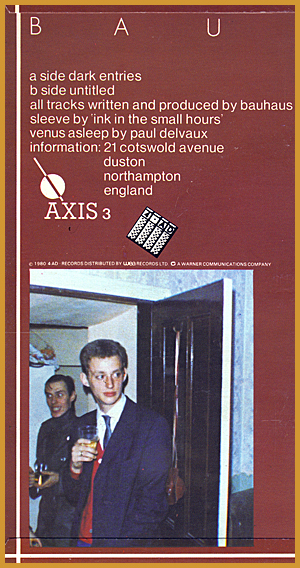 B A U
a side dark entries
b side untitled
all tracks written and produced by bauhaus
sleeve by 'ink in the small hours'
venus asleep by paul delvaux
information: 21 cotswold avenue
duston
northampton
england
AXIS 3
© 1980 4 AD · RECORDS DISTRIBUTED BY wea RECORDS LTD. A WARNER COMMUNICATIONS COMPANY